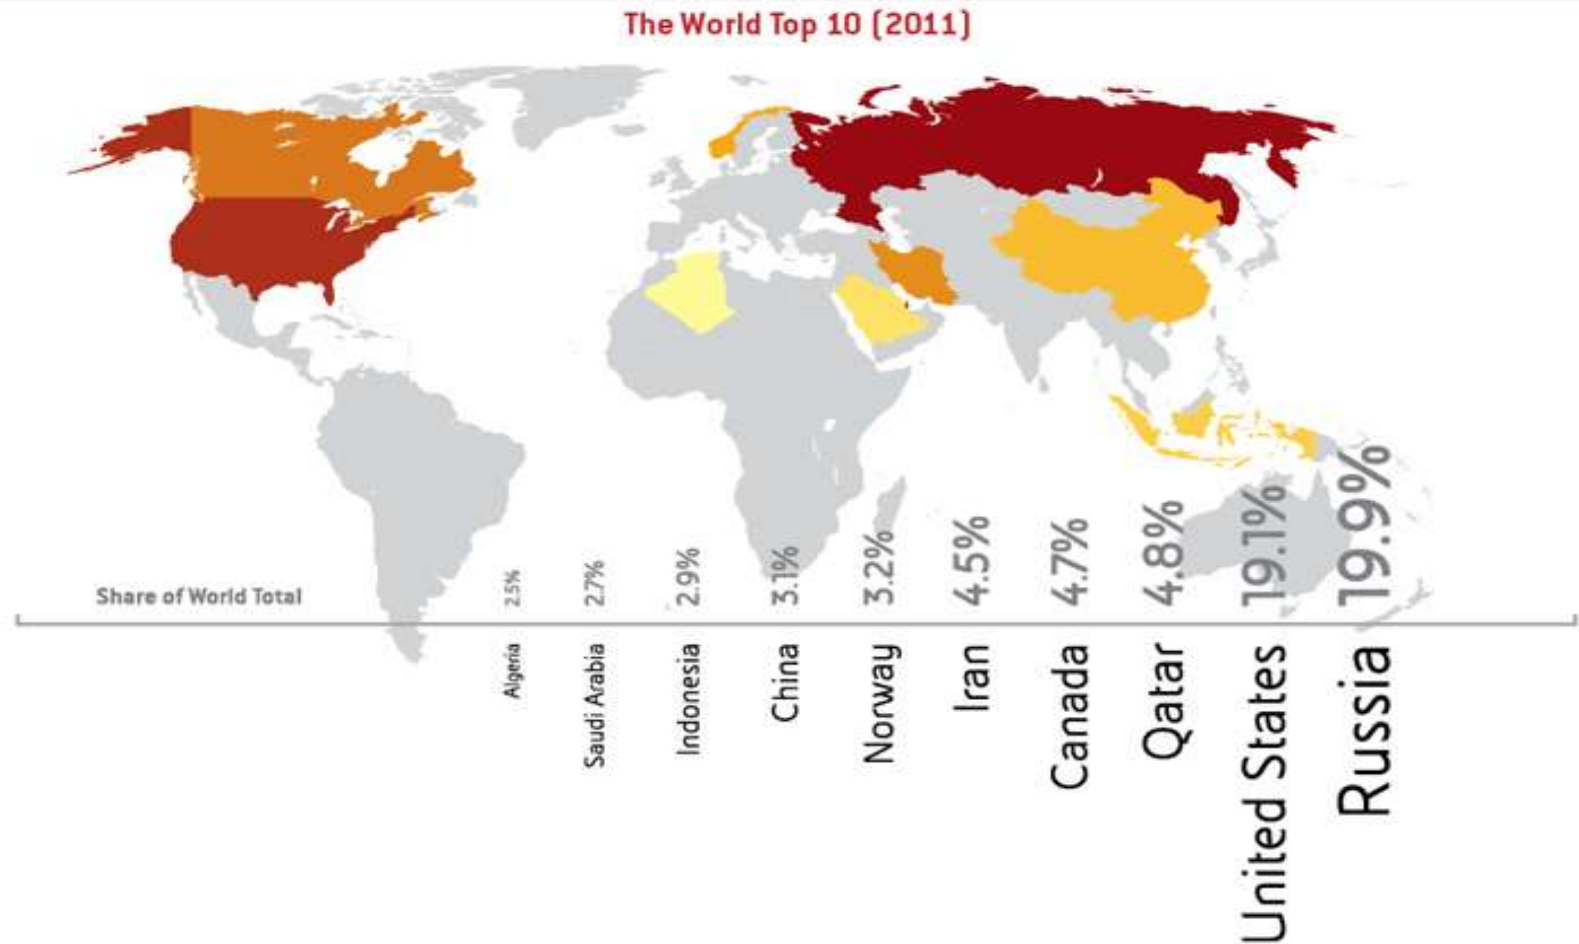 The World Top 10 (2011)
Share of World Total
2.5%
2.7%
2.9%
3.1%
3.2%
4.5%
4.7%
4.8%
19.1%
19.9%
Algeria
Saudi Arabia
Indonesia
China
Norway
Iran
Canada
Qatar
United States
Russia